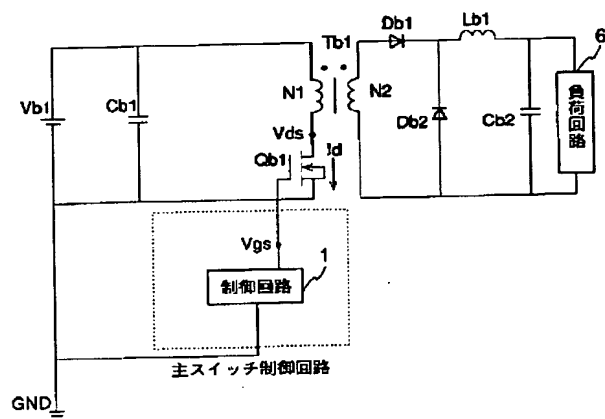 Db1
Lb1
Tb1
6
N1
N2
Vb1
Cb1
Db2
Cb2
負荷回路
Vds
Id
Qb1
Vgs
1
制御回路
主スイッチ制御回路
GND